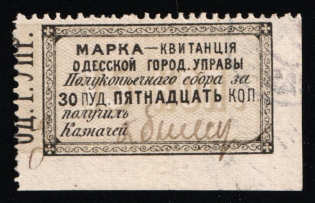 МАРКА — КВИТАНЦІЯ
ОДЕССКОЙ ГОРОД. УПРАВЫ
Полукопѣечнаго сбора за
30 ПУД. ПЯТНАДЦАТЬ КОП.
получилъ
Казначей